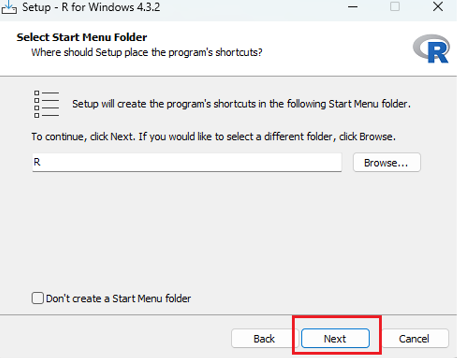 Setup - R for Windows 4.3.2
Select Start Menu Folder
Where should Setup place the program's shortcuts?
R
Setup will create the program's shortcuts in the following Start Menu folder.
To continue, click Next. If you would like to select a different folder, click Browse.
R
Browse...
Don't create a Start Menu folder
Back
Next
Cancel